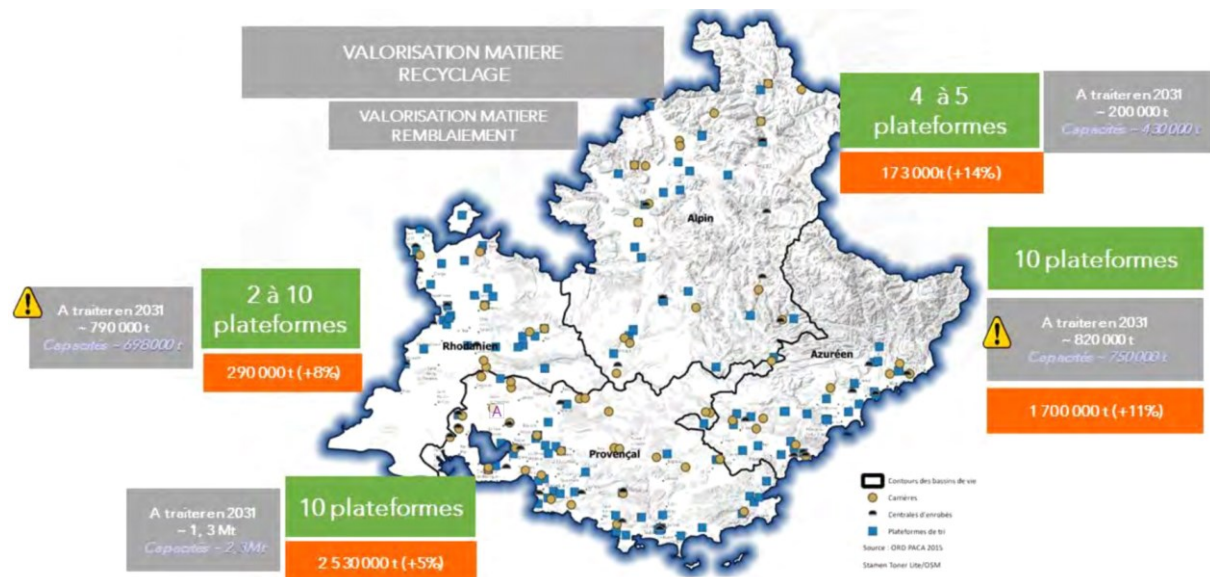 VALORISATION MATIERE
RECYCLAGE
VALORISATION MATIERE
REMBLAIEMENT
4 à 5
plateformes
A traiter en 2031
~ 200 000 t
Capacités ~ 430 000 t
173 000t (+14%)
Alpin
10 plateformes
A traiter en 2031
~ 820 000 t
Capacités ~ 750 000 t
1 700 000 t (+11%)
Azuréen
2 à 10
plateformes
A traiter en 2031
~ 790 000 t
Capacités ~ 698 000 t
290 000 t (+8%)
Rhodanien
A
Provençal
10 plateformes
A traiter en 2031
~ 1, 3 Mt
Capacités ~ 2,3Mt
2 530 000 t (+5%)
Contours des bassins de vie
Carrières
Centrales d'enrobés
Plateformes de tri
Source : ORD PACA 2015
Stamen Toner Lite/OSM